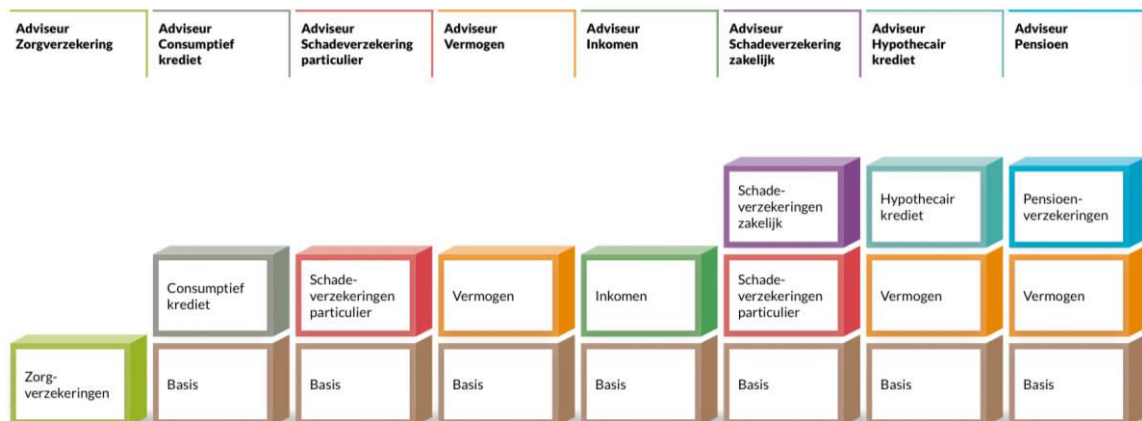 Adviseur
Zorgverzekering
Adviseur
Consumptief
krediet
Adviseur
Schadeverzekering
particulier
Adviseur
Vermogen
Adviseur
Inkomen
Adviseur
Schadeverzekering
zakelijk
Adviseur
Hypothecair
krediet
Adviseur
Pensioen
Schade-
verzekeringen
zakelijk
Hypothecair
krediet
Pensioen-
verzekeringen
Consumptief
krediet
Schade-
verzekeringen
particulier
Vermogen
Inkomen
Schade-
verzekeringen
particulier
Vermogen
Vermogen
Zorg-
verzekeringen
Basis
Basis
Basis
Basis
Basis
Basis
Basis